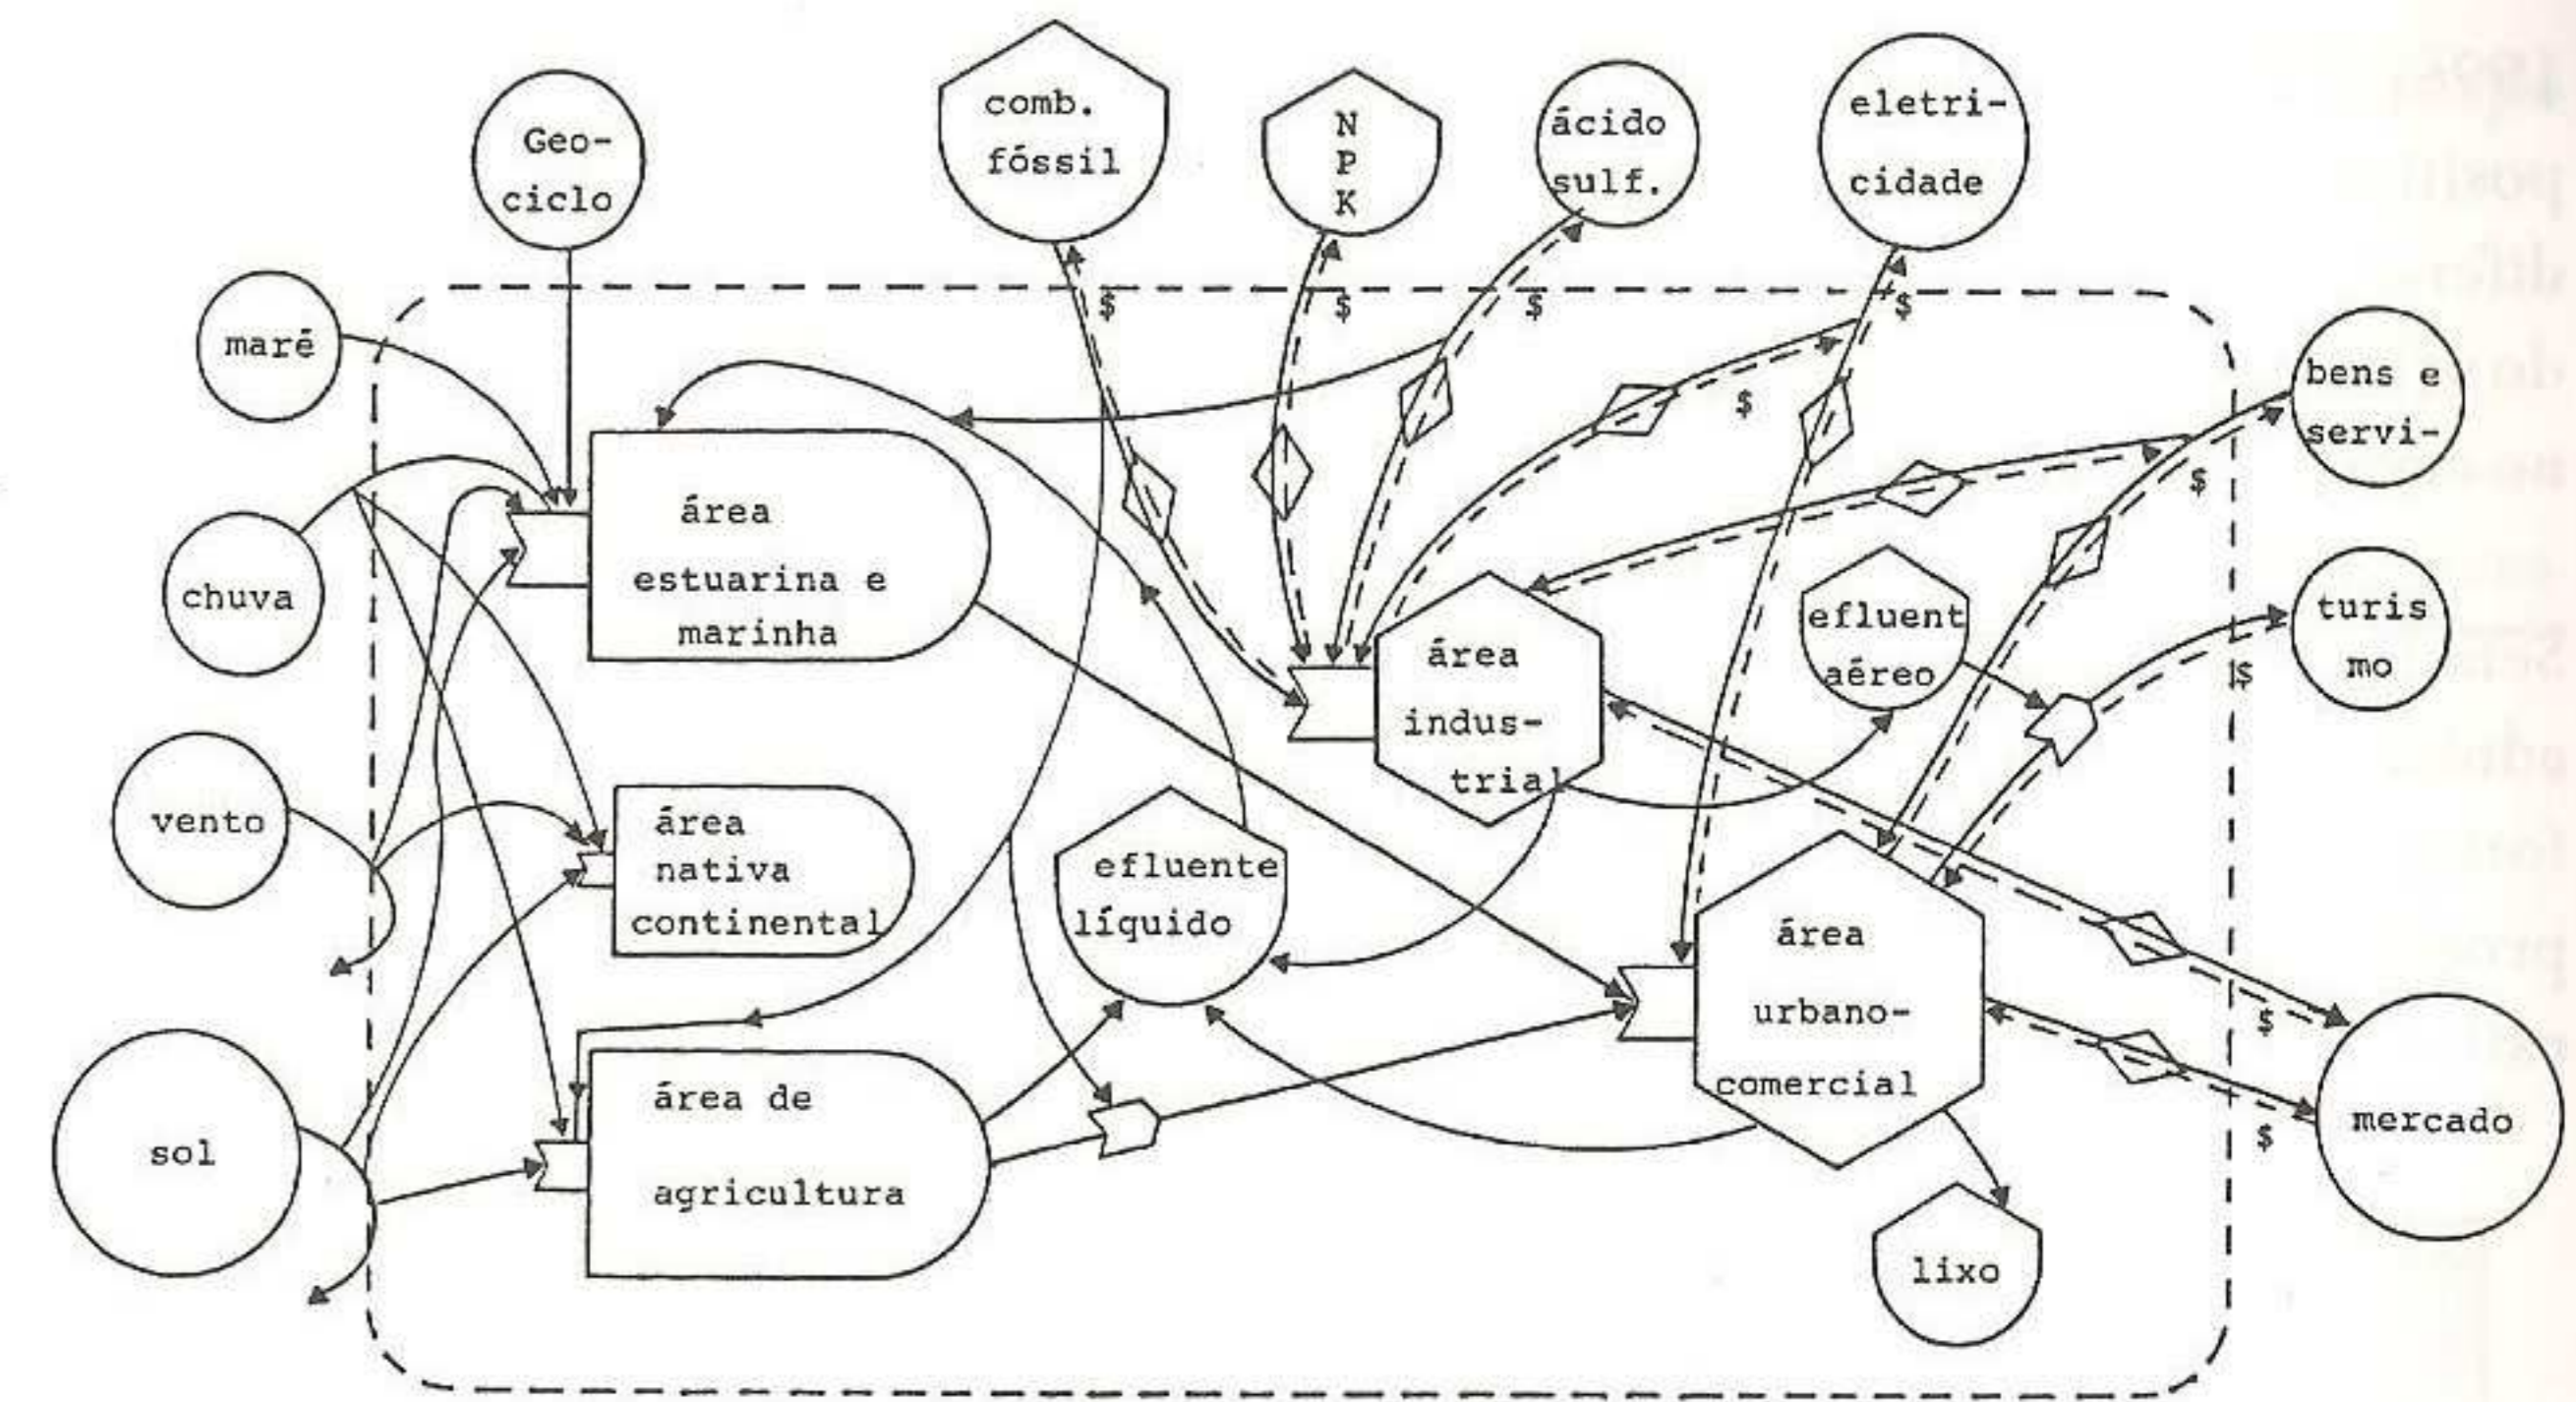 Geo-
ciclo
comb.
fóssil
N
P
K
ácido
sulf.
eletri-
cidade
maré
$
$
$
$
bens e
servi-
$
$
chuva
área
estuarina e
marinha
área
indus-
trial
efluent
aéreo
turis
mo
$
vento
área
nativa
continental
efluente
líquido
área
urbano-
comercial
$
$
mercado
sol
área de
agricultura
lixo